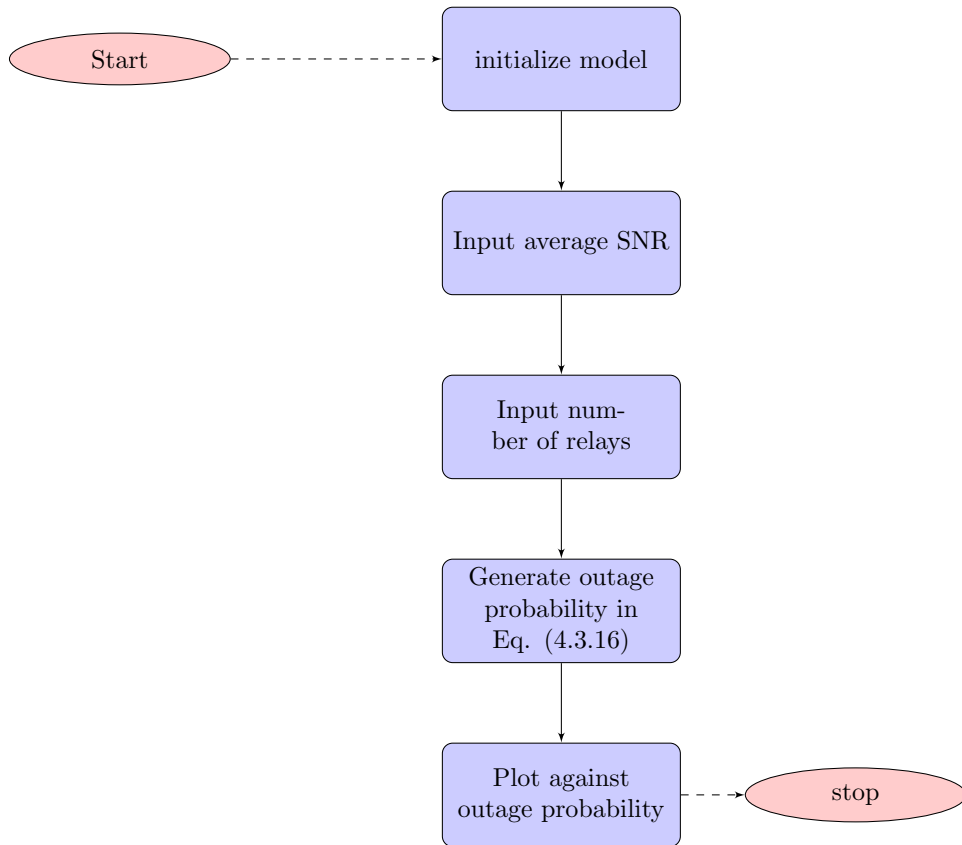 Start
initialize model
Input average SNR
Input num-
ber of relays
Generate outage
probability in
Eq. (4.3.16)
Plot against
outage probability
stop